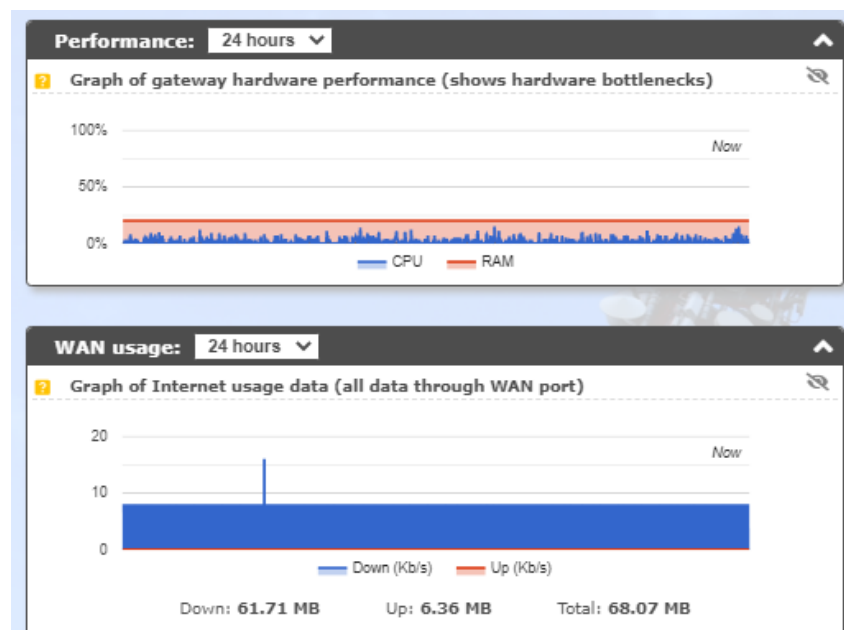 Performance: 24 hours
? Graph of gateway hardware performance (shows hardware bottlenecks)
100%
Now
50%
0%
CPU RAM
WAN usage: 24 hours
? Graph of Internet usage data (all data through WAN port)
20
Now
10
0
Down (Kb/s) Up (Kb/s)
Down: 61.71 MB Up: 6.36 MB Total: 68.07 MB